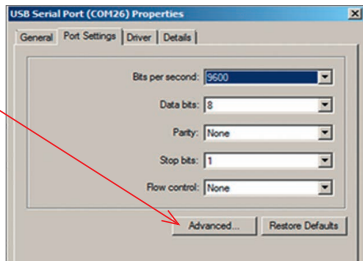 USB Serial Port (COM26) Properties
General Port Settings Driver Details
Bits per second: 9600
Data bits: 8
Parity: None
Stop bits: 1
Flow control: None
Advanced... Restore Defaults